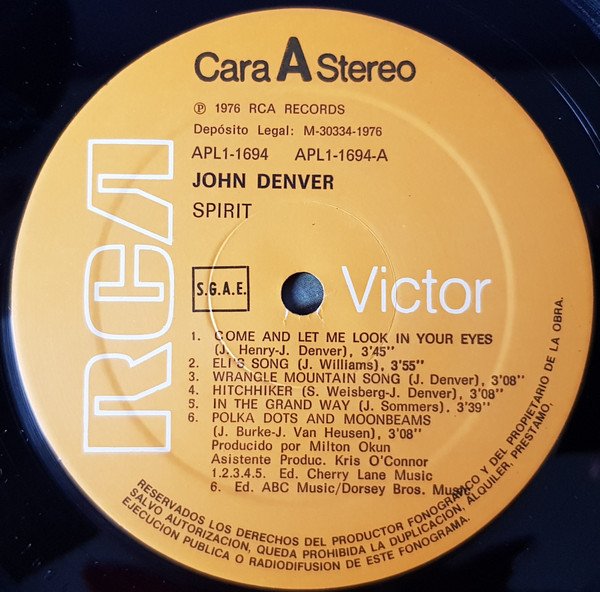 Cara A Stereo
℗ 1976 RCA RECORDS
Depósito Legal: M-30334-1976
APL1-1694 APL1-1694-A
JOHN DENVER
SPIRIT
RCA
S.G.A.E.
Victor
1. COME AND LET ME LOOK IN YOUR EYES
(J. Henry-J. Denver), 3'45''
2. ELI'S SONG (J. Williams), 3'55''
3. WRANGLE MOUNTAIN SONG (J. Denver), 3'08''
4. HITCHHIKER (S. Weisberg-J. Denver), 3'08''
5. IN THE GRAND WAY (J. Sommers). 3'39''
6. POLKA DOTS AND MOONBEAMS
(J. Burke-J. Van Heusen), 3'08''
Producido por Milton Okun
Asistente Produc. Kris O'Connor
1.2.3.4.5. Ed. Cherry Lane Music
6. Ed. ABC Music/Dorsey Bros. Music
RESERVADOS LOS DERECHOS DEL PRODUCTOR FONOGRAFICO Y DEL PROPIETARIO DE LA OBRA.
SALVO AUTORIZACION, QUEDA PROHIBIDA LA DUPLICACION, ALQUILER, PRESTAMO,
EJECUCION PUBLICA O RADIODIFUSION DE ESTE FONOGRAMA.